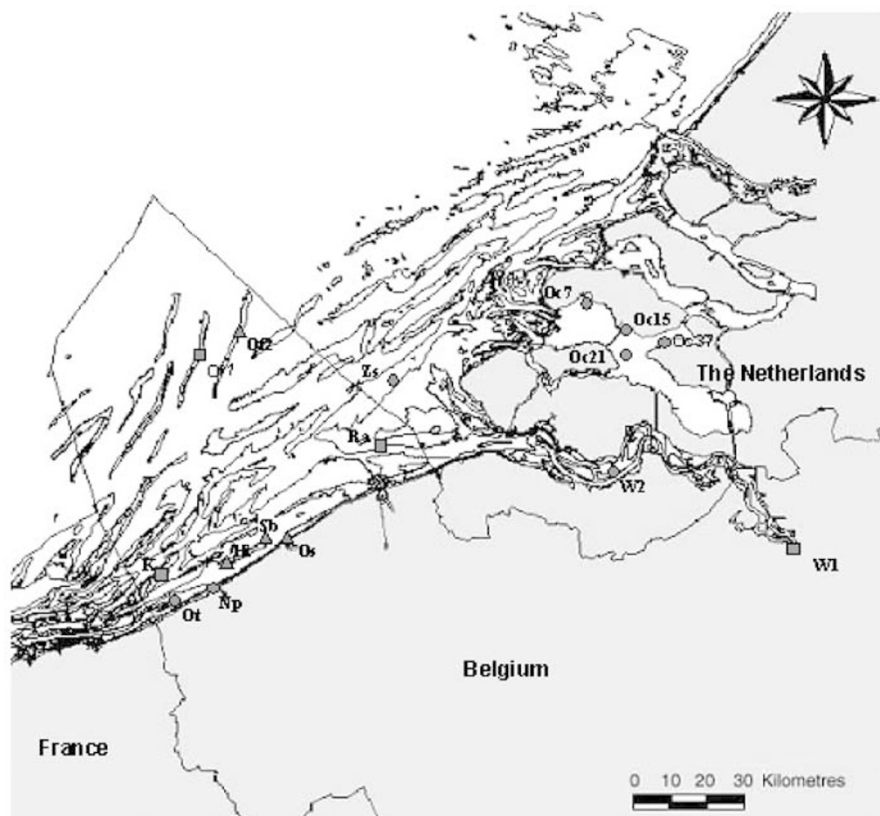 Oc7
Oc15
Of2
Oc37
Oc21
Zs
The Netherlands
Ra
W2
Sb
Os
W1
K
Ot
Np
Belgium
France
0 10 20 30 Kilometres